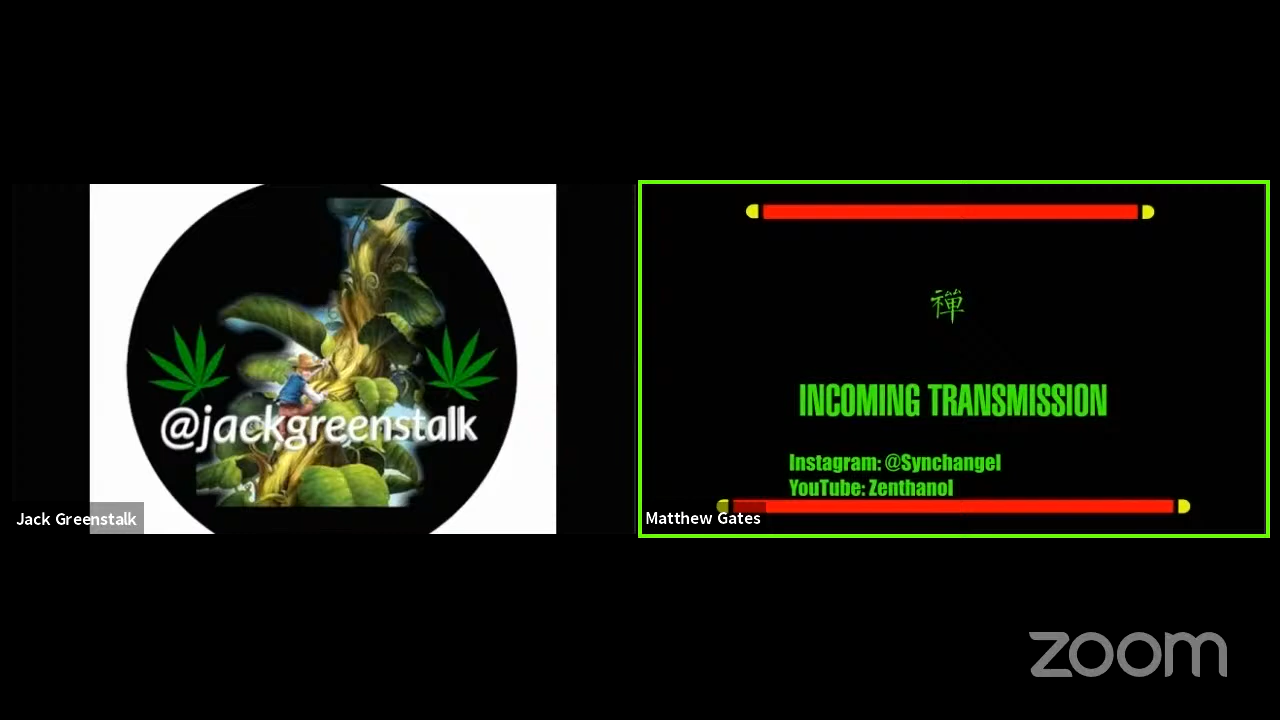 @jackgreenstalk
Jack Greenstalk
禅
INCOMING TRANSMISSION
Instagram: @Synchangel
YouTube: Zenthanol
Matthew Gates
zoom